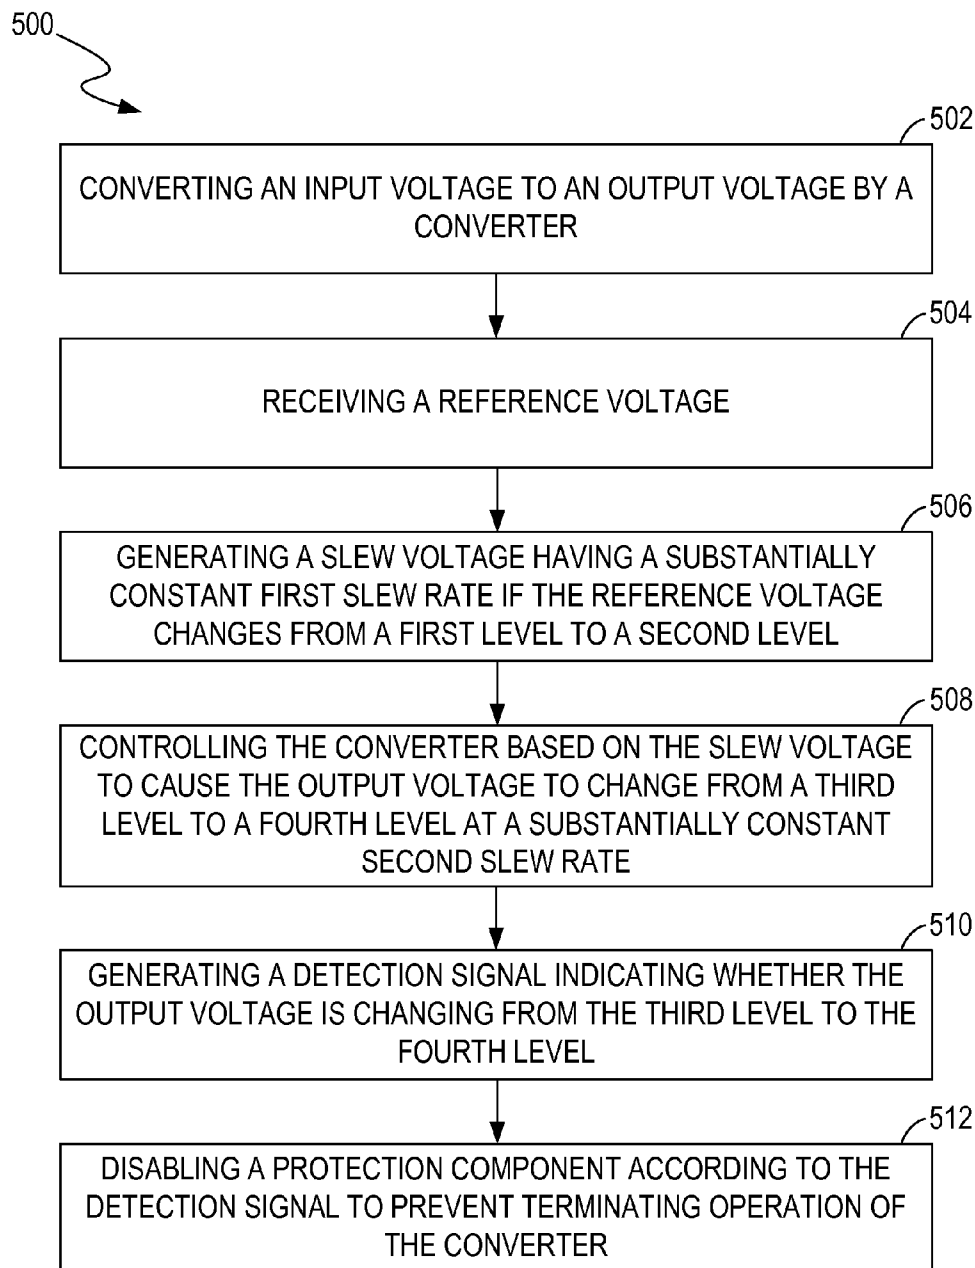 500
502
CONVERTING AN INPUT VOLTAGE TO AN OUTPUT VOLTAGE BY A
CONVERTER
504
RECEIVING A REFERENCE VOLTAGE
506
GENERATING A SLEW VOLTAGE HAVING A SUBSTANTIALLY
CONSTANT FIRST SLEW RATE IF THE REFERENCE VOLTAGE
CHANGES FROM A FIRST LEVEL TO A SECOND LEVEL
508
CONTROLLING THE CONVERTER BASED ON THE SLEW VOLTAGE
TO CAUSE THE OUTPUT VOLTAGE TO CHANGE FROM A THIRD
LEVEL TO A FOURTH LEVEL AT A SUBSTANTIALLY CONSTANT
SECOND SLEW RATE
510
GENERATING A DETECTION SIGNAL INDICATING WHETHER THE
OUTPUT VOLTAGE IS CHANGING FROM THE THIRD LEVEL TO THE
FOURTH LEVEL
512
DISABLING A PROTECTION COMPONENT ACCORDING TO THE
DETECTION SIGNAL TO PREVENT TERMINATING OPERATION OF
THE CONVERTER